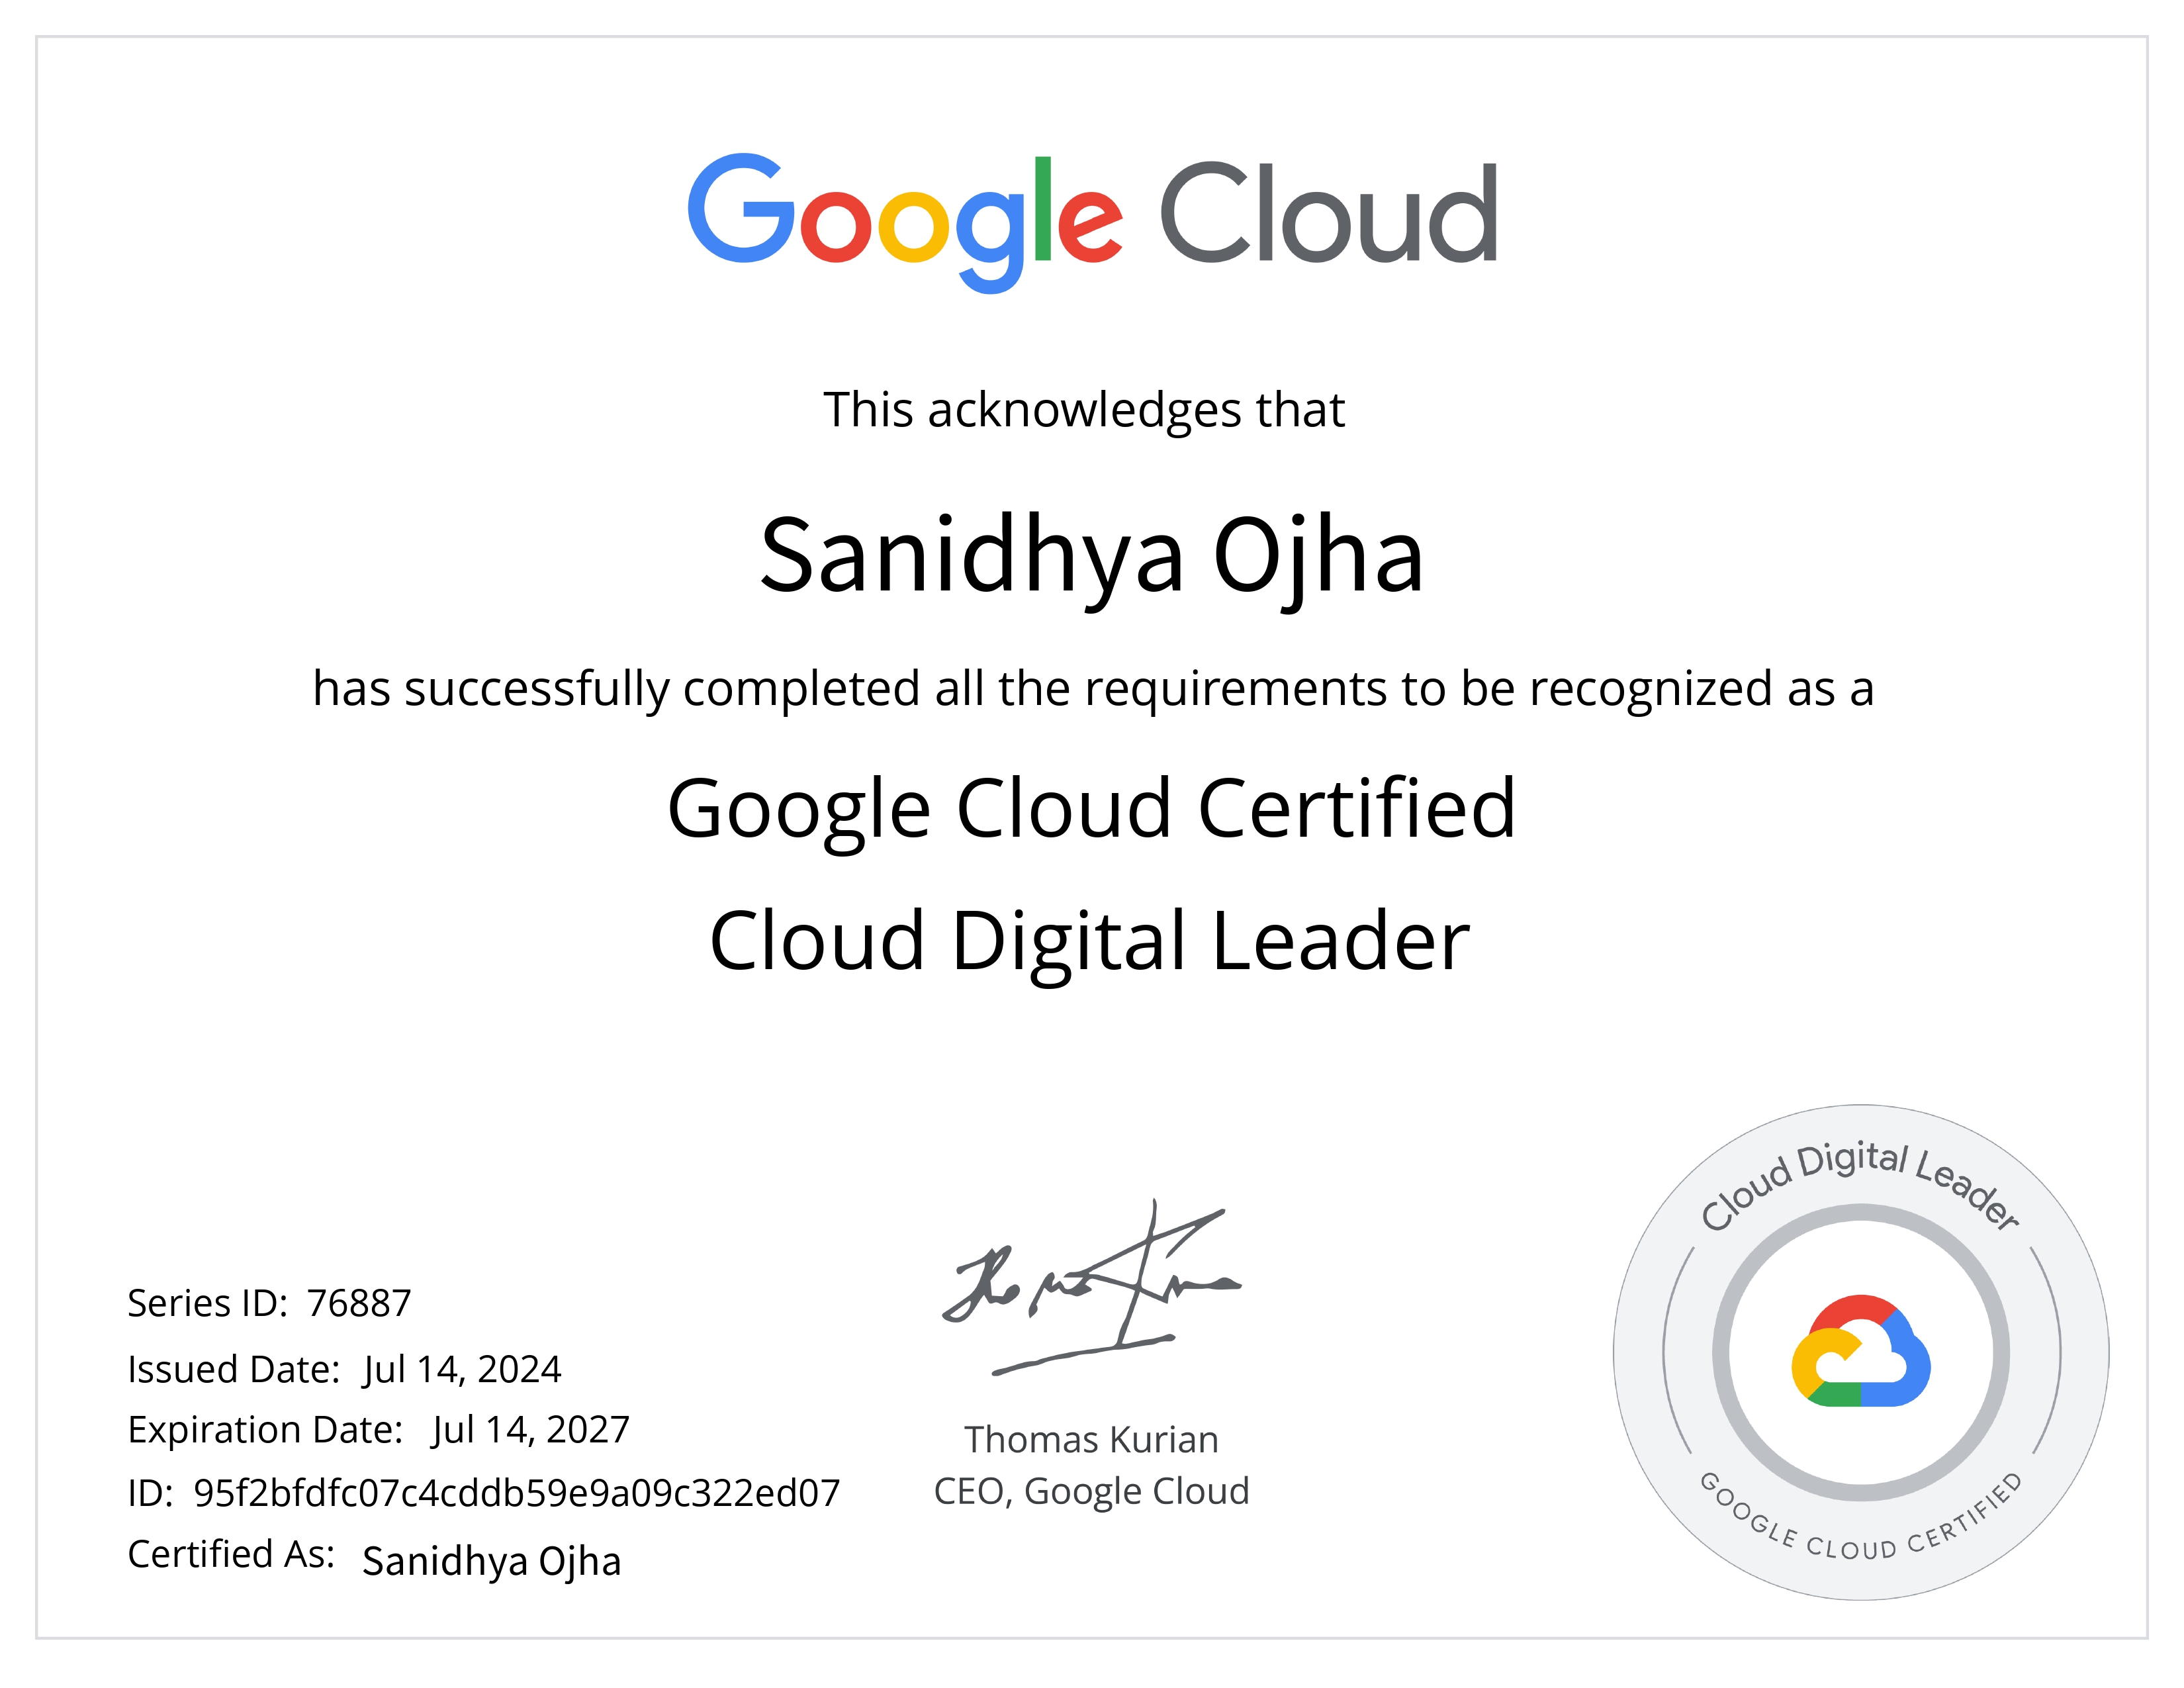 Google Cloud
This acknowledges that
Sanidhya Ojha
has successfully completed all the requirements to be recognized as a
Google Cloud Certified
Cloud Digital Leader
Series ID: 76887
Issued Date: Jul 14, 2024
Expiration Date: Jul 14, 2027
ID: 95f2bfdfc07c4cddb59e9a09c322ed07
Certified As: Sanidhya Ojha
Thomas Kurian
CEO, Google Cloud
Cloud Digital Leader
GOOGLE CLOUD CERTIFIED